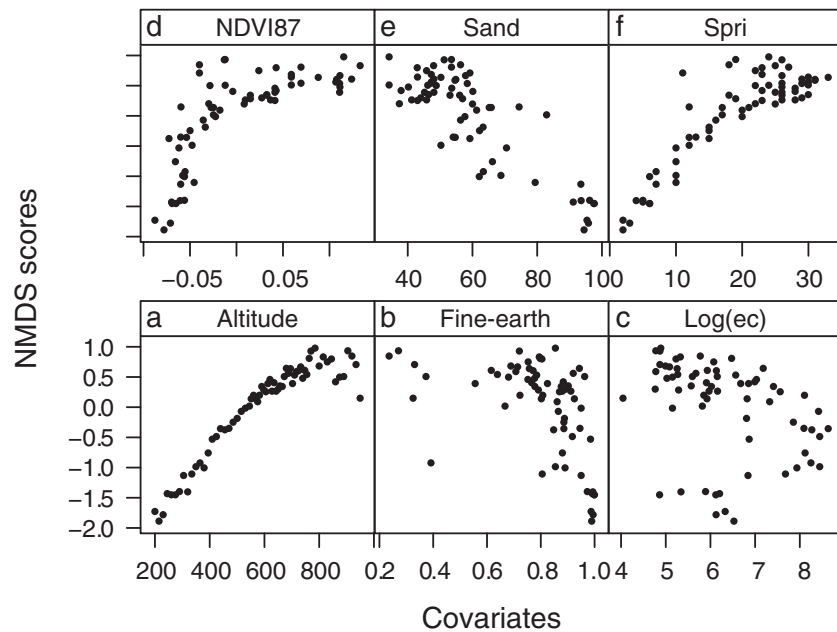 d NDVI87 e Sand f Spri
−0.05 0.05 40 60 80 100 10 20 30
NMDS scores
a Altitude b Fine-earth c Log(ec)
1.0
0.5
0.0
−0.5
−1.0
−1.5
−2.0
200 400 600 800 0.2 0.4 0.6 0.8 1.0 4 5 6 7 8
Covariates